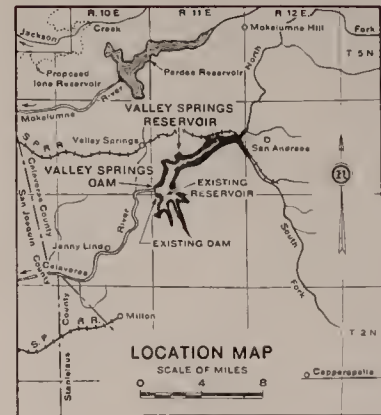 R. 10 E.
R. 11 E.
R. 12 E.
Jackson
Creek
Mokelumne Hill
Fork
T 5 N
Proposed
Ione Reservoir
Pardee Reservoir
North
River
Mokelumne
VALLEY SPRINGS
RESERVOIR
S. P. R. R.
Valley Springs
San Andreas
VALLEY SPRINGS
DAM
EXISTING
RESERVOIR
Calaveras County
San Joaquin
County
River
Jenny Lind
EXISTING DAM
Calaveras
South
Fork
County
Milton
S. P.
R. R.
T 2 N
Stanislaus
LOCATION MAP
SCALE OF MILES
0
4
8
Copperopolis